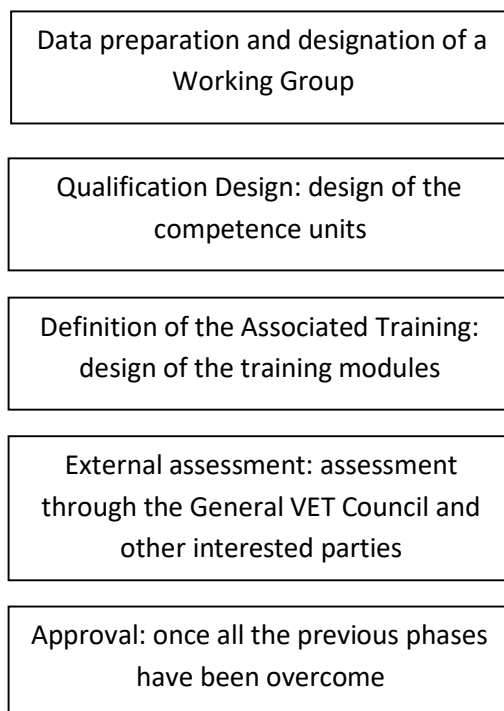 Data preparation and designation of a
Working Group
Qualification Design: design of the
competence units
Definition of the Associated Training:
design of the training modules
External assessment: assessment
through the General VET Council and
other interested parties
Approval: once all the previous phases
have been overcome